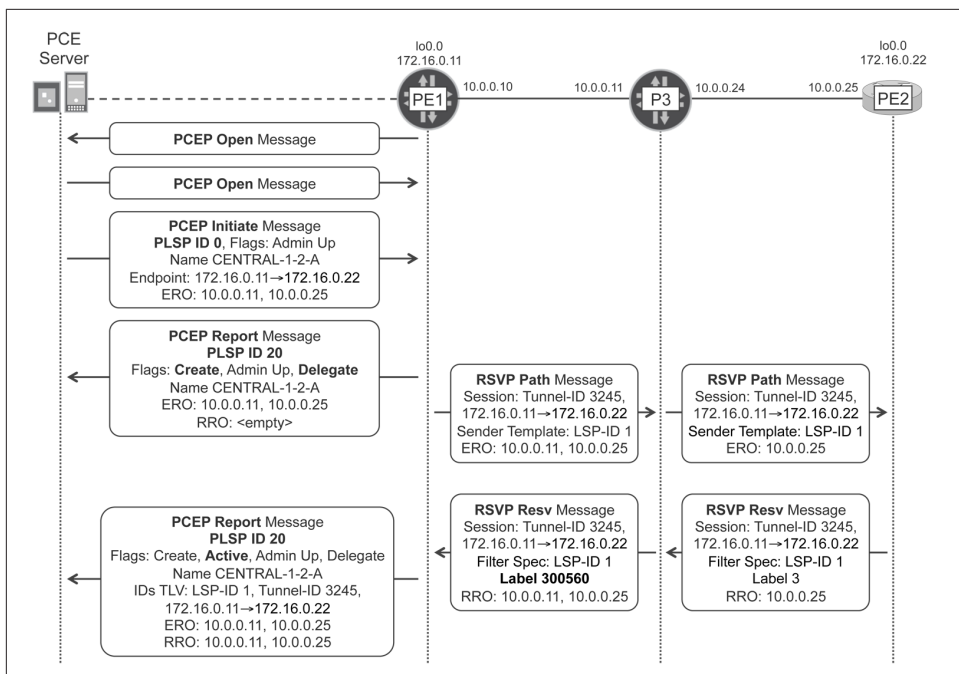 PCE
Server
lo0.0
172.16.0.11
lo0.0
172.16.0.22
PE1
10.0.0.10
10.0.0.11
P3
10.0.0.24
10.0.0.25
PE2
PCEP Open Message
PCEP Open Message
PCEP Initiate Message
PLSP ID 0, Flags: Admin Up
Name CENTRAL-1-2-A
Endpoint: 172.16.0.11→172.16.0.22
ERO: 10.0.0.11, 10.0.0.25
PCEP Report Message
PLSP ID 20
Flags: Create, Admin Up, Delegate
Name CENTRAL-1-2-A
ERO: 10.0.0.11, 10.0.0.25
RRO: <empty>
RSVP Path Message
Session: Tunnel-ID 3245,
172.16.0.11→172.16.0.22
Sender Template: LSP-ID 1
ERO: 10.0.0.11, 10.0.0.25
RSVP Path Message
Session: Tunnel-ID 3245,
172.16.0.11→172.16.0.22
Sender Template: LSP-ID 1
ERO: 10.0.0.25
PCEP Report Message
PLSP ID 20
Flags: Create, Active, Admin Up, Delegate
Name CENTRAL-1-2-A
IDs TLV: LSP-ID 1, Tunnel-ID 3245,
172.16.0.11→172.16.0.22
ERO: 10.0.0.11, 10.0.0.25
RRO: 10.0.0.11, 10.0.0.25
RSVP Resv Message
Session: Tunnel-ID 3245,
172.16.0.11→172.16.0.22
Filter Spec: LSP-ID 1
Label 300560
RRO: 10.0.0.11, 10.0.0.25
RSVP Resv Message
Session: Tunnel-ID 3245,
172.16.0.11→172.16.0.22
Filter Spec: LSP-ID 1
Label 3
RRO: 10.0.0.25